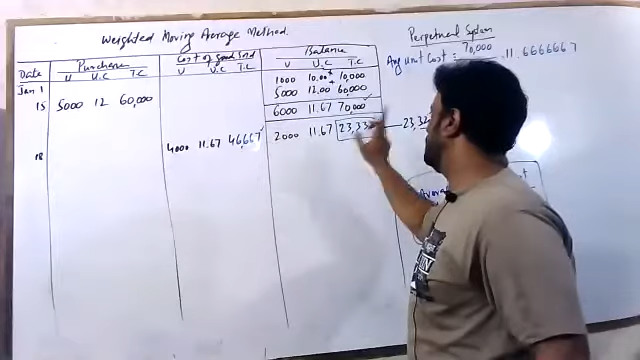 Weighted Moving Average Method.
Perpetual System
Date Purchases Cost of good Sold Balance
U U.C T.C U U.C T.C U U.C T.C
Avg unit Cost = 70,000 11.6666667
Jan 1 1000 10.00 10,000
15 5000 12 60,000 5000 12.00 60,000
6000 11.67 70,000
18 4000 11.67 46,667 2000 11.67 23,33